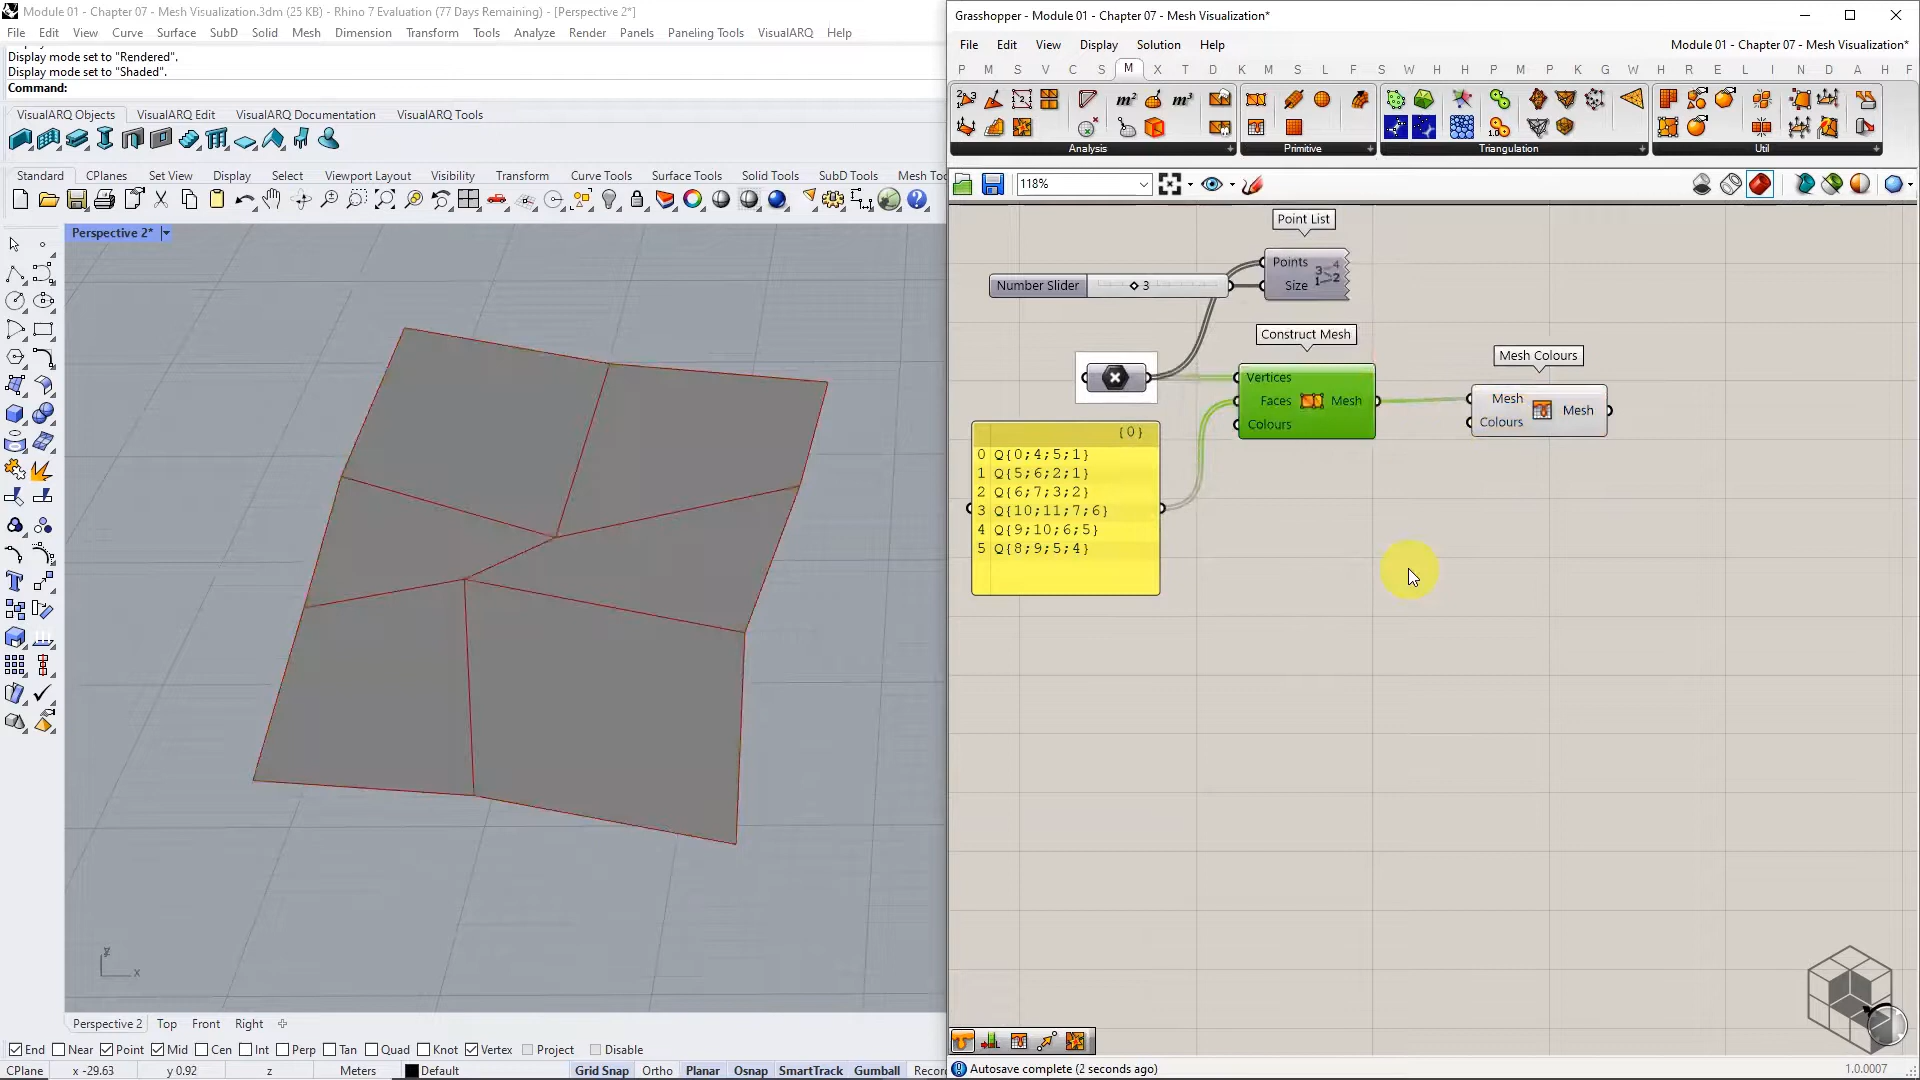 Module 01 - Chapter 07 - Mesh Visualization.3dm (25 KB) - Rhino 7 Evaluation (77 Days Remaining) - [Perspective 2*]
File Edit View Curve Surface SubD Solid Mesh Dimension Transform Tools Analyze Render Panels Paneling Tools VisualARQ Help
Display mode set to "Rendered".
Display mode set to "Shaded".
Command:
VisualARQ Objects VisualARQ Edit VisualARQ Documentation VisualARQ Tools
Standard CPlanes Set View Display Select Viewport Layout Visibility Transform Curve Tools Surface Tools Solid Tools SubD Tools Mesh Too
Perspective 2*
z
x
Perspective 2 Top Front Right
End Near Point Mid Cen Int Perp Tan Quad Knot Vertex Project Disable
CPlane x -29.63 y 0.92 z Meters Default Grid Snap Ortho Planar Osnap SmartTrack Gumball Recor
Grasshopper - Module 01 - Chapter 07 - Mesh Visualization*
File Edit View Display Solution Help
Module 01 - Chapter 07 - Mesh Visualization*
P M S V C S M X T D K M S L F S W H H P M P K G W H R E L I N D A H F
Analysis Primitive Triangulation Util
118%
Point List
Points
Size
Number Slider 3
Construct Mesh
Vertices
Faces
Colours
Mesh
Mesh Colours
Mesh
Colours
Mesh
{0}
0 Q{0;4;5;1}
1 Q{5;6;2;1}
2 Q{6;7;3;2}
3 Q{10;11;7;6}
4 Q{9;10;6;5}
5 Q{8;9;5;4}
Autosave complete (2 seconds ago)
1.0.0007